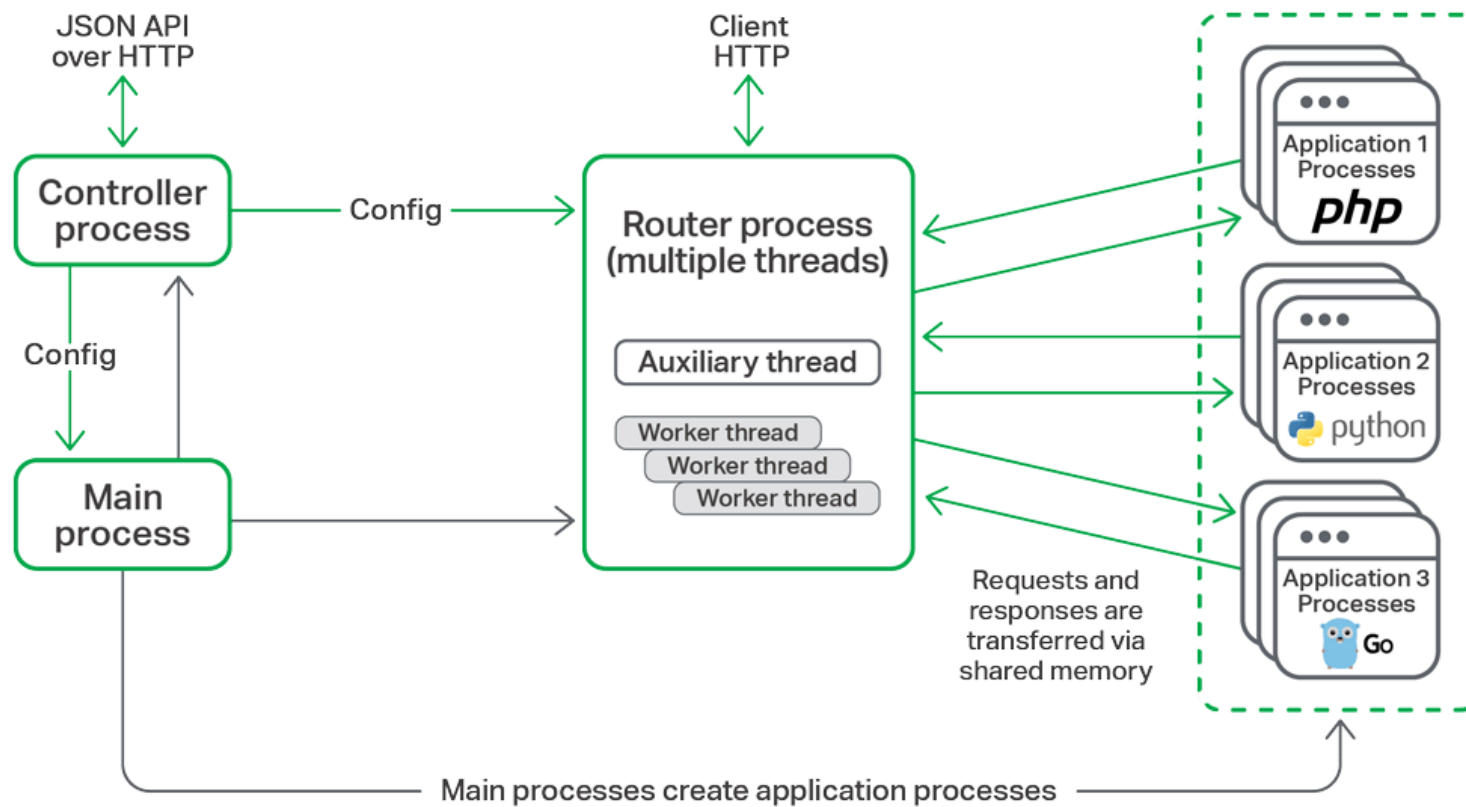 JSON API
over HTTP
Client
HTTP
Controller
process
Config
Router process
(multiple threads)
Auxiliary thread
Worker thread
Worker thread
Worker thread
Config
Main
process
Application 1
Processes
php
Application 2
Processes
python
Application 3
Processes
Go
Requests and
responses are
transferred via
shared memory
Main processes create application processes